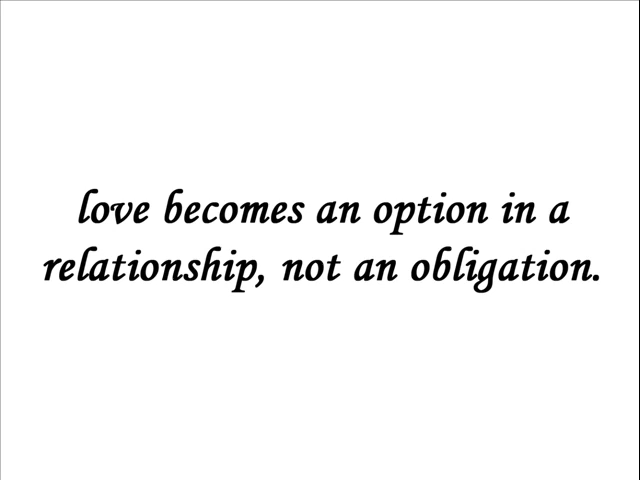 love becomes an option in a
relationship, not an obligation.